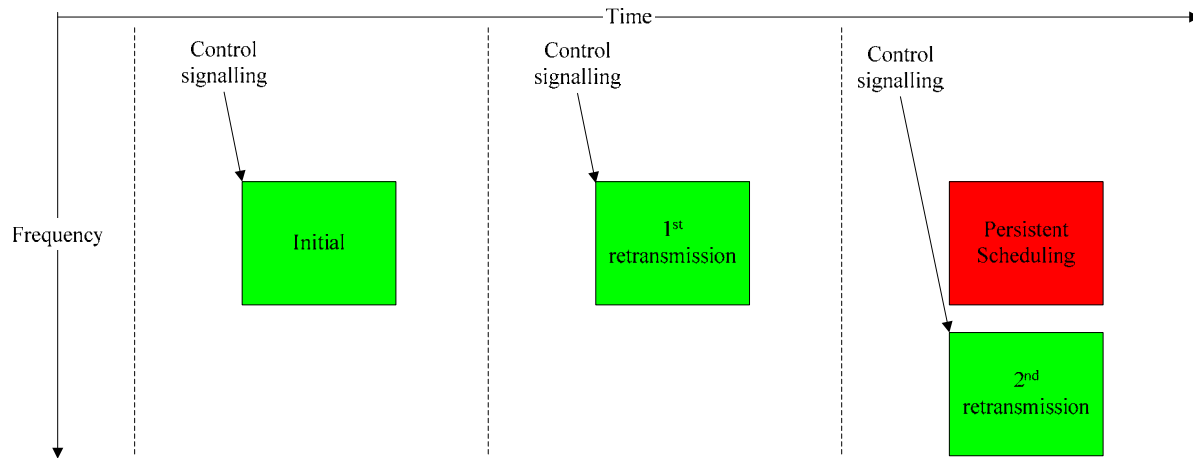 Time
Control
signalling
Control
signalling
Control
signalling
Frequency
Initial
1st
retransmission
Persistent
Scheduling
2nd
retransmission